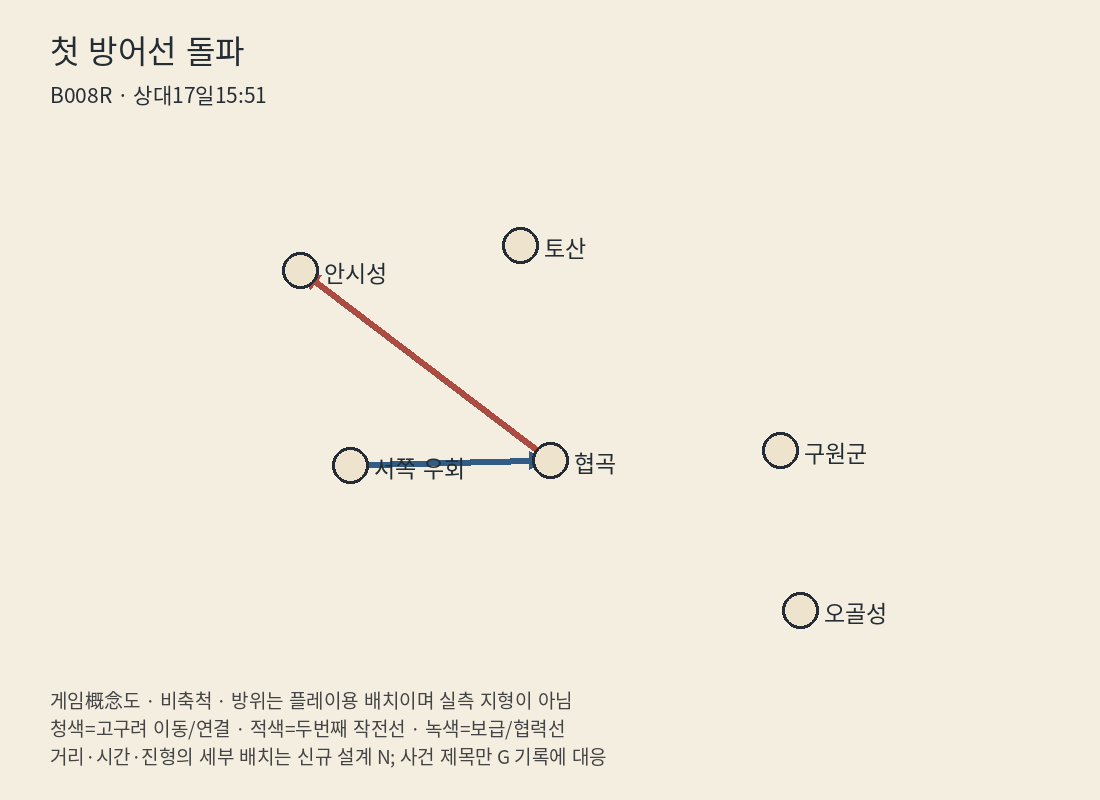 첫 방어선 돌파
B008R · 상대17일15:51
토산
안시성
구원군
협곡
서쪽 우회
오골성
게임概念도 · 비축척 · 방위는 플레이용 배치이며 실측 지형이 아님
청색=고구려 이동/연결 · 적색=두번째 작전선 · 녹색=보급/협력선
거리·시간·진형의 세부 배치는 신규 설계 N; 사건 제목만 G 기록에 대응